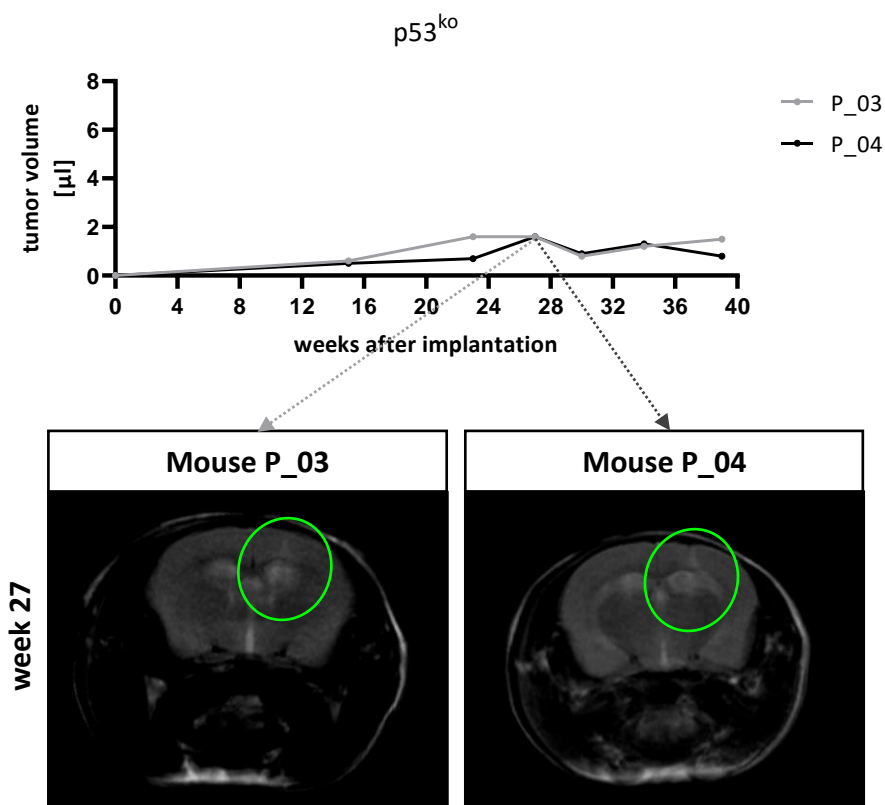 p53ko
8
6
4
2
0
tumor volume
[µl]
0 4 8 12 16 20 24 28 32 36 40
weeks after implantation
P_03
P_04
Mouse P_03
Mouse P_04
week 27